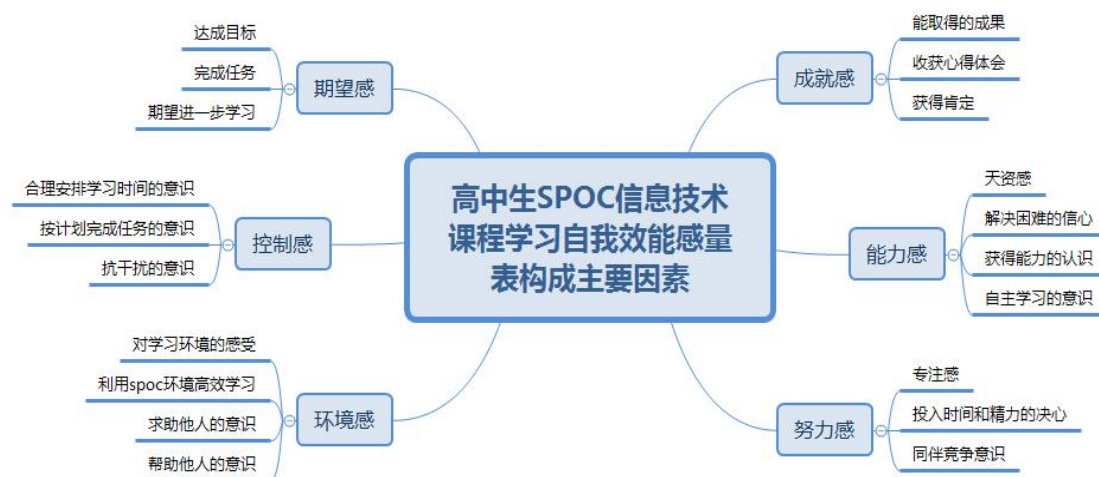 达成目标
完成任务
期望进一步学习
期望感
合理安排学习时间的意识
按计划完成任务的意识
抗干扰的意识
控制感
对学习环境的感受
利用spoc环境高效学习
求助他人的意识
帮助他人的意识
环境感
高中生SPOC信息技术
课程学习自我效能感量
表构成主要因素
成就感
能取得的成果
收获心得体会
获得肯定
能力感
天资感
解决困难的信心
获得能力的认识
自主学习的意识
努力感
专注感
投入时间和精力的决心
同伴竞争意识